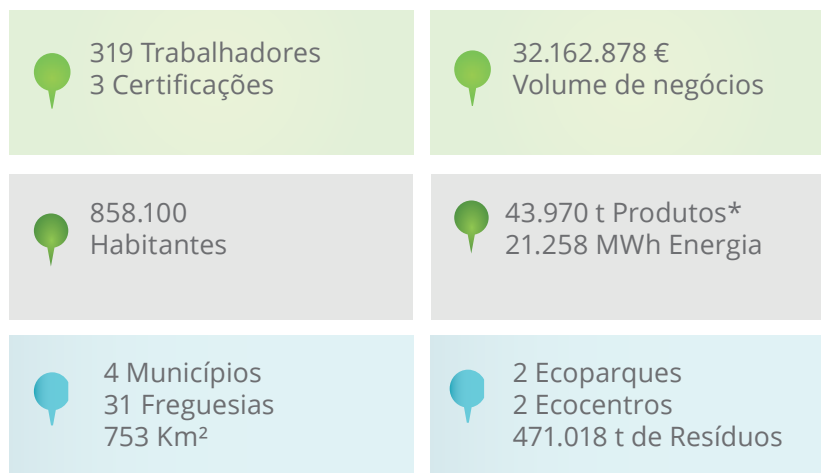 319 Trabalhadores
3 Certificações
32.162.878 €
Volume de negócios
858.100
Habitantes
43.970 t Produtos*
21.258 MWh Energia
4 Municípios
31 Freguesias
753 Km²
2 Ecoparques
2 Ecocentros
471.018 t de Resíduos